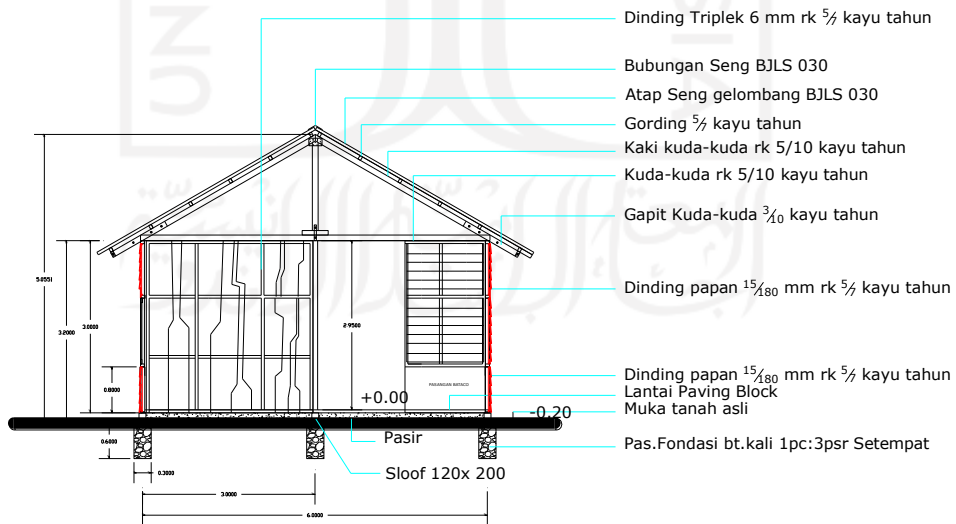 Dinding Triplek 6 mm rk 5/7 kayu tahun
Bubungan Seng BJLS 030
Atap Seng gelombang BJLS 030
Gording 5/7 kayu tahun
Kaki kuda-kuda rk 5/10 kayu tahun
Kuda-kuda rk 5/10 kayu tahun
Gapit Kuda-kuda 3/10 kayu tahun
Dinding papan 15/180 mm rk 5/7 kayu tahun
Dinding papan 15/180 mm rk 5/7 kayu tahun
Lantai Paving Block
Muka tanah asli
Pas.Fondasi bt.kali 1pc:3psr Setempat
5.0551
3.2000
3.0000
2.9500
0.8000
PASANGAN BATACO
+0.00
-0.20
0.6000
Pasir
Sloof 120x 200
0.3000
3.0000
6.0000